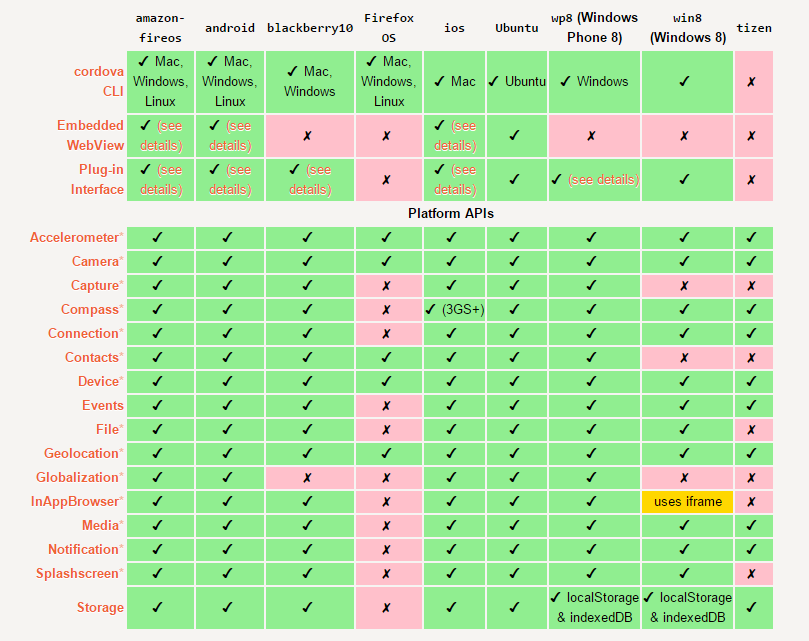 amazon-fireos android blackberry10 Firefox OS ios Ubuntu wp8 (Windows Phone 8) win8 (Windows 8) tizen
cordova CLI ✔ Mac, Windows, Linux ✔ Mac, Windows, Linux ✔ Mac, Windows ✔ Mac, Windows, Linux ✔ Mac ✔ Ubuntu ✔ Windows ✔ ✘
Embedded WebView ✔ (see details) ✔ (see details) ✘ ✘ ✔ (see details) ✔ ✘ ✘ ✘
Plug-in Interface ✔ (see details) ✔ (see details) ✔ (see details) ✘ ✔ (see details) ✔ ✔ (see details) ✔ ✘
Platform APIs
Accelerometer* ✔ ✔ ✔ ✔ ✔ ✔ ✔ ✔ ✔
Camera* ✔ ✔ ✔ ✔ ✔ ✔ ✔ ✔ ✔
Capture* ✔ ✔ ✔ ✘ ✔ ✔ ✔ ✘ ✘
Compass* ✔ ✔ ✔ ✘ ✔ (3GS+) ✔ ✔ ✔ ✔
Connection* ✔ ✔ ✔ ✘ ✔ ✔ ✔ ✔ ✔
Contacts* ✔ ✔ ✔ ✔ ✔ ✔ ✔ ✘ ✘
Device* ✔ ✔ ✔ ✔ ✔ ✔ ✔ ✔ ✔
Events ✔ ✔ ✔ ✘ ✔ ✔ ✔ ✔ ✔
File* ✔ ✔ ✔ ✘ ✔ ✔ ✔ ✔ ✘
Geolocation* ✔ ✔ ✔ ✔ ✔ ✔ ✔ ✔ ✔
Globalization* ✔ ✔ ✘ ✘ ✔ ✔ ✔ ✘ ✘
InAppBrowser* ✔ ✔ ✔ ✘ ✔ ✔ ✔ uses iframe ✘
Media* ✔ ✔ ✔ ✘ ✔ ✔ ✔ ✔ ✔
Notification* ✔ ✔ ✔ ✘ ✔ ✔ ✔ ✔ ✔
Splashscreen* ✔ ✔ ✔ ✘ ✔ ✔ ✔ ✔ ✘
Storage ✔ ✔ ✔ ✘ ✔ ✔ ✔ localStorage & indexedDB ✔ localStorage & indexedDB ✔